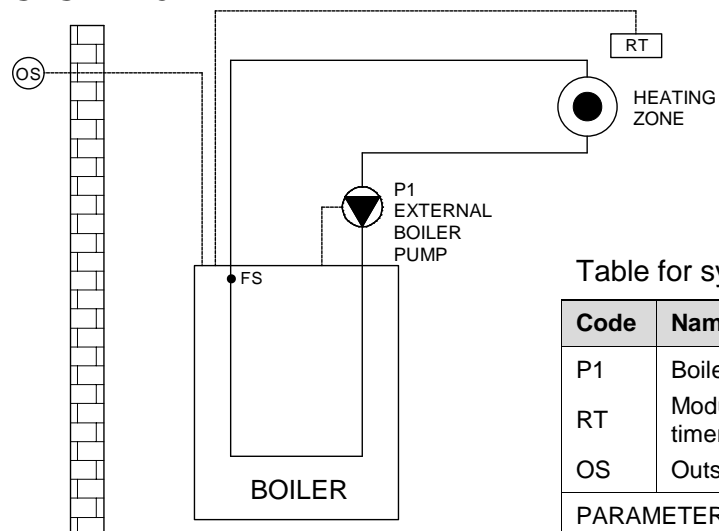 RT
OS
HEATING
ZONE
P1
EXTERNAL
BOILER
PUMP
FS
BOILER
Table for sy
Code Nam
P1 Boile
RT Modu
timer
OS Outs
PARAMETER